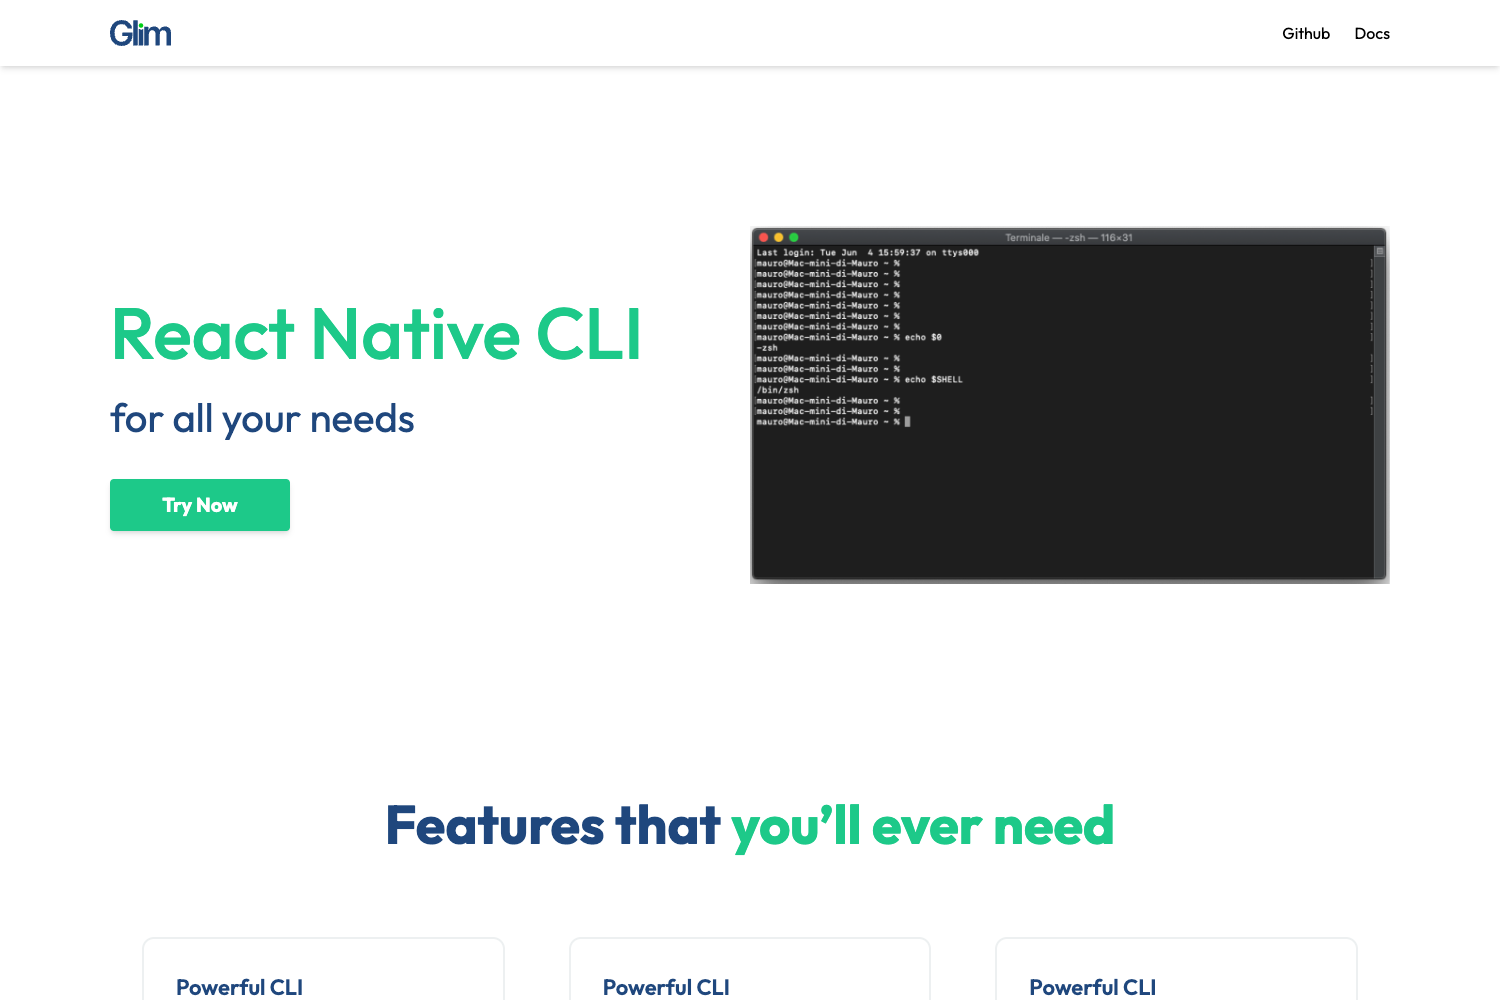 Glim
Github
Docs
React Native CLI
for all your needs
Try Now
Terminale — -zsh — 116×31
Last login: Tue Jun  4 15:59:37 on ttys000
mauro@Mac-mini-di-Mauro ~ %
mauro@Mac-mini-di-Mauro ~ %
mauro@Mac-mini-di-Mauro ~ %
mauro@Mac-mini-di-Mauro ~ %
mauro@Mac-mini-di-Mauro ~ %
mauro@Mac-mini-di-Mauro ~ %
mauro@Mac-mini-di-Mauro ~ %
mauro@Mac-mini-di-Mauro ~ % echo $0
-zsh
mauro@Mac-mini-di-Mauro ~ %
mauro@Mac-mini-di-Mauro ~ %
mauro@Mac-mini-di-Mauro ~ % echo $SHELL
/bin/zsh
mauro@Mac-mini-di-Mauro ~ %
mauro@Mac-mini-di-Mauro ~ %
mauro@Mac-mini-di-Mauro ~ %
Features that you’ll ever need
Powerful CLI
Powerful CLI
Powerful CLI